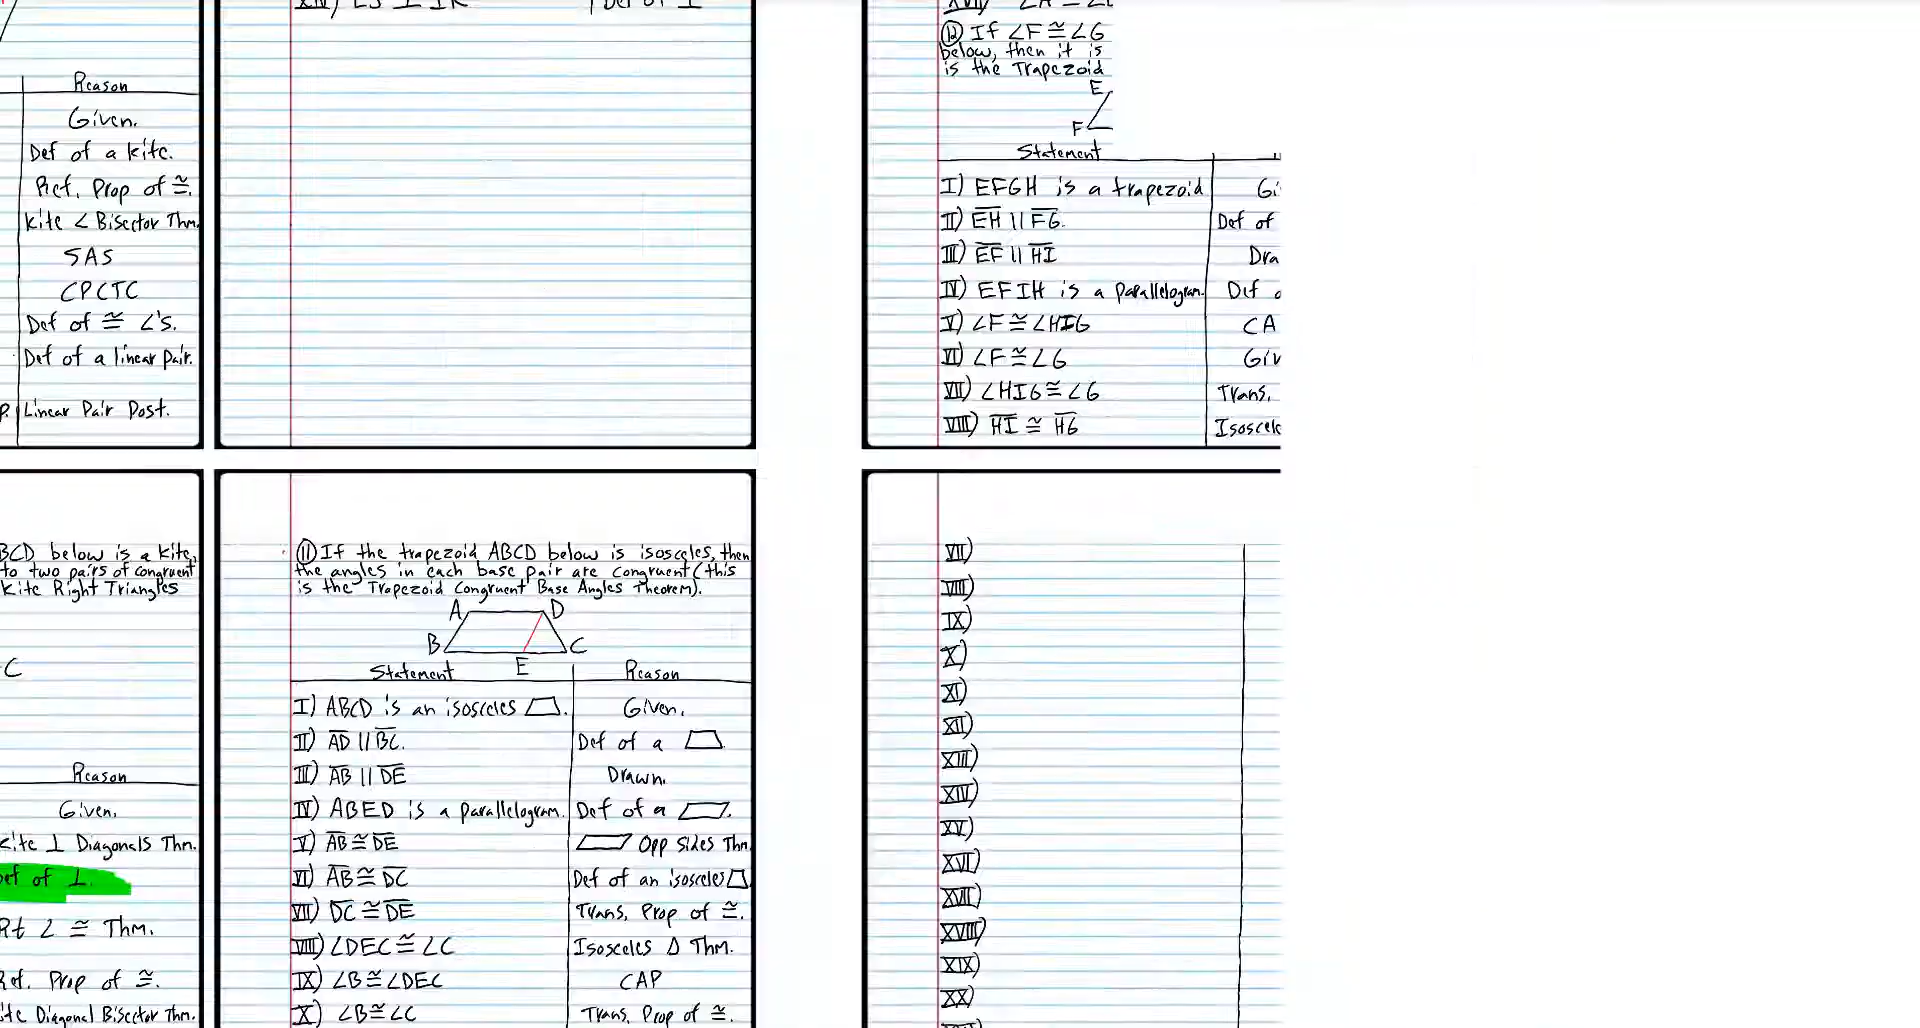 Reason
Given.
Def of a kite.
Ref. Prop of ≅.
Kite ∠ Bisector Thm.
SAS
CPCTC
Def of ≅ ∠'s.
Def of a linear pair.
P. Linear Pair Post.
BCD below is a kite,
to two pairs of congruent
Kite Right Triangles
C
Reason
Given.
Kite ⊥ Diagonals Thm.
Def of ⊥.
Rt ∠ ≅ Thm.
Ref. Prop of ≅.
Kite Diagonal Bisector Thm.
⑪ If the trapezoid ABCD below is isosceles, then
the angles in each base pair are congruent (this
is the Trapezoid Congruent Base Angles Theorem).
A D
B C
E
Statement Reason
I) ABCD is an isosceles ⏢. Given.
II) AD || BC. Def of a ⏢
III) AB || DE Drawn.
IV) ABED is a parallelogram. Def of a ▱.
V) AB ≅ DE ▱ Opp Sides Thm
VI) AB ≅ DC Def of an isosceles ⏢
VII) DC ≅ DE Trans. Prop of ≅.
VIII) ∠DEC ≅ ∠C Isosceles Δ Thm.
IX) ∠B ≅ ∠DEC CAP
X) ∠B ≅ ∠C Trans. Prop of ≅.
⑫ If ∠F ≅ ∠G
below, then it is
is the Trapezoid
E
F
Statement
I) EFGH is a trapezoid Gi
II) EH || FG. Def of
III) EF || HI Dra
IV) EFIH is a parallelogram. Def
V) ∠F ≅ ∠HIG CA
VI) ∠F ≅ ∠G Giv
VII) ∠HIG ≅ ∠G Trans.
VIII) HI ≅ HG Isoscele
VII)
VIII)
IX)
X)
XI)
XII)
XIII)
XIV)
XV)
XVI)
XVII)
XVIII)
XIX)
XX)